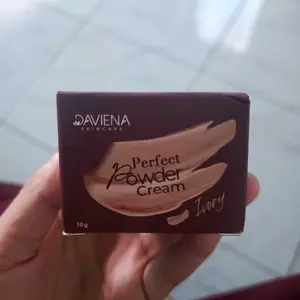 DAVIENA
SKINCARE
Perfect
Powder
Cream
Ivory
10g